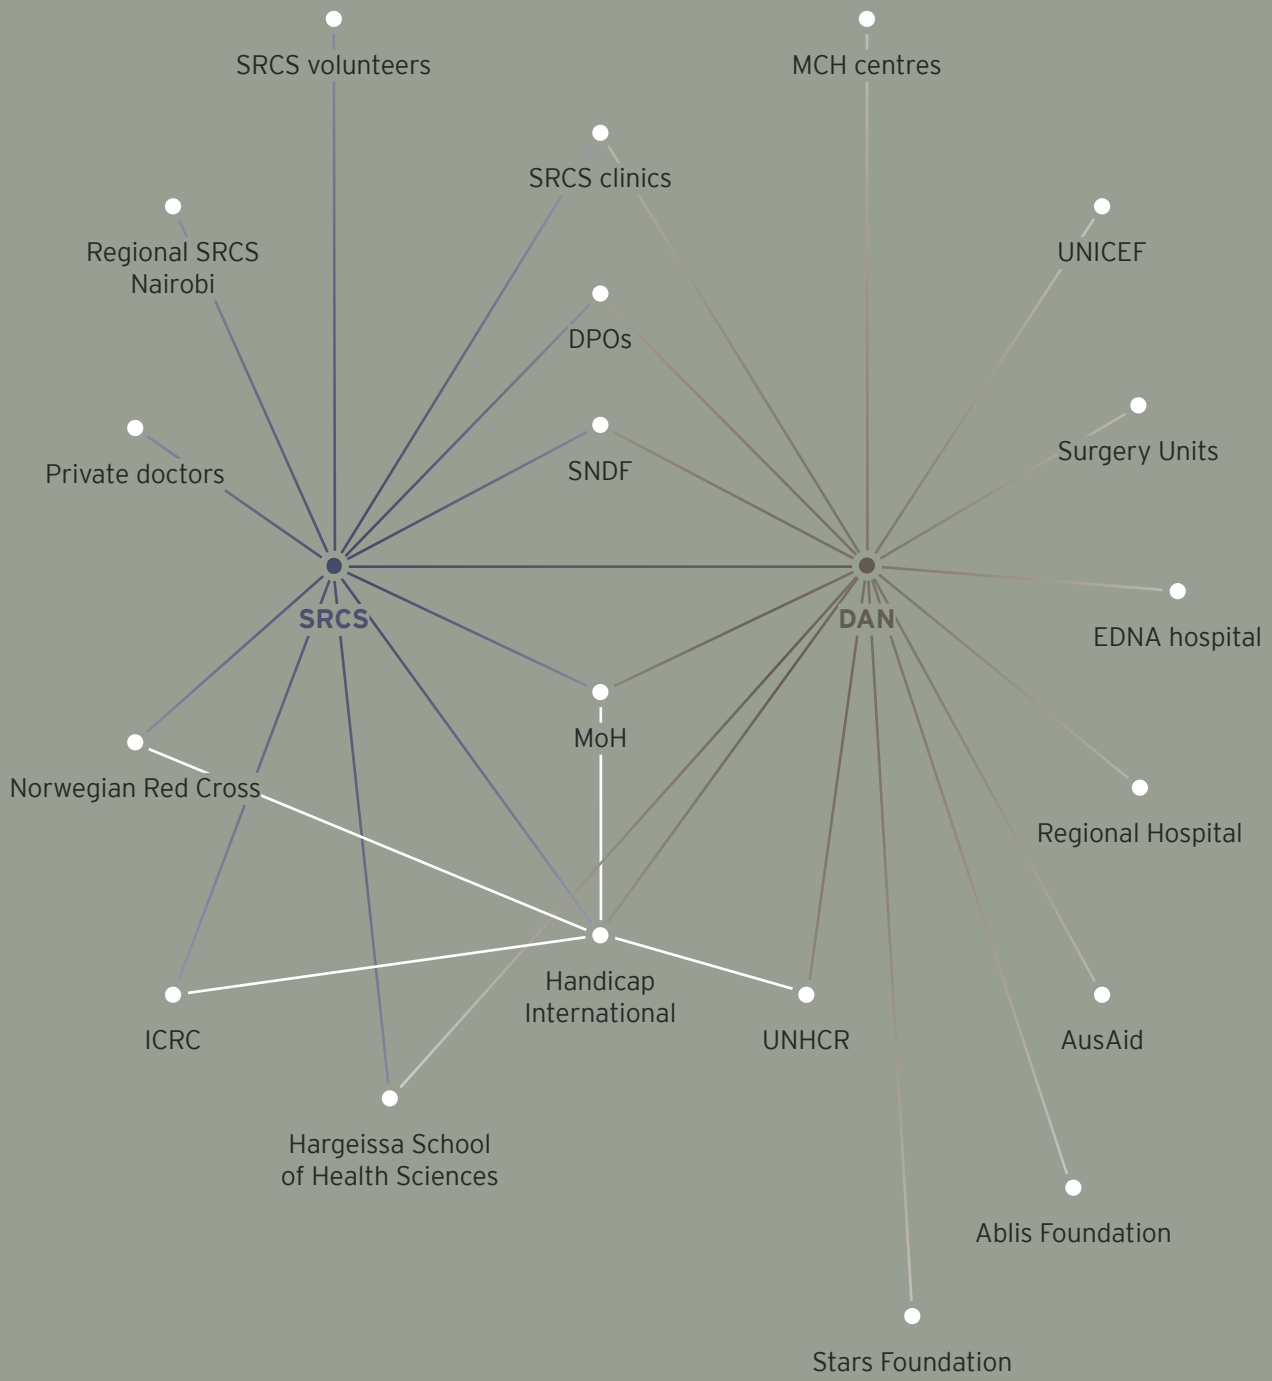 SRCS volunteers
MCH centres
SRCS clinics
Regional SRCS
Nairobi
UNICEF
DPOs
Private doctors
SNDF
Surgery Units
SRCS
DAN
EDNA hospital
MoH
Norwegian Red Cross
Regional Hospital
Handicap
International
ICRC
UNHCR
AusAid
Hargeissa School
of Health Sciences
Ablis Foundation
Stars Foundation